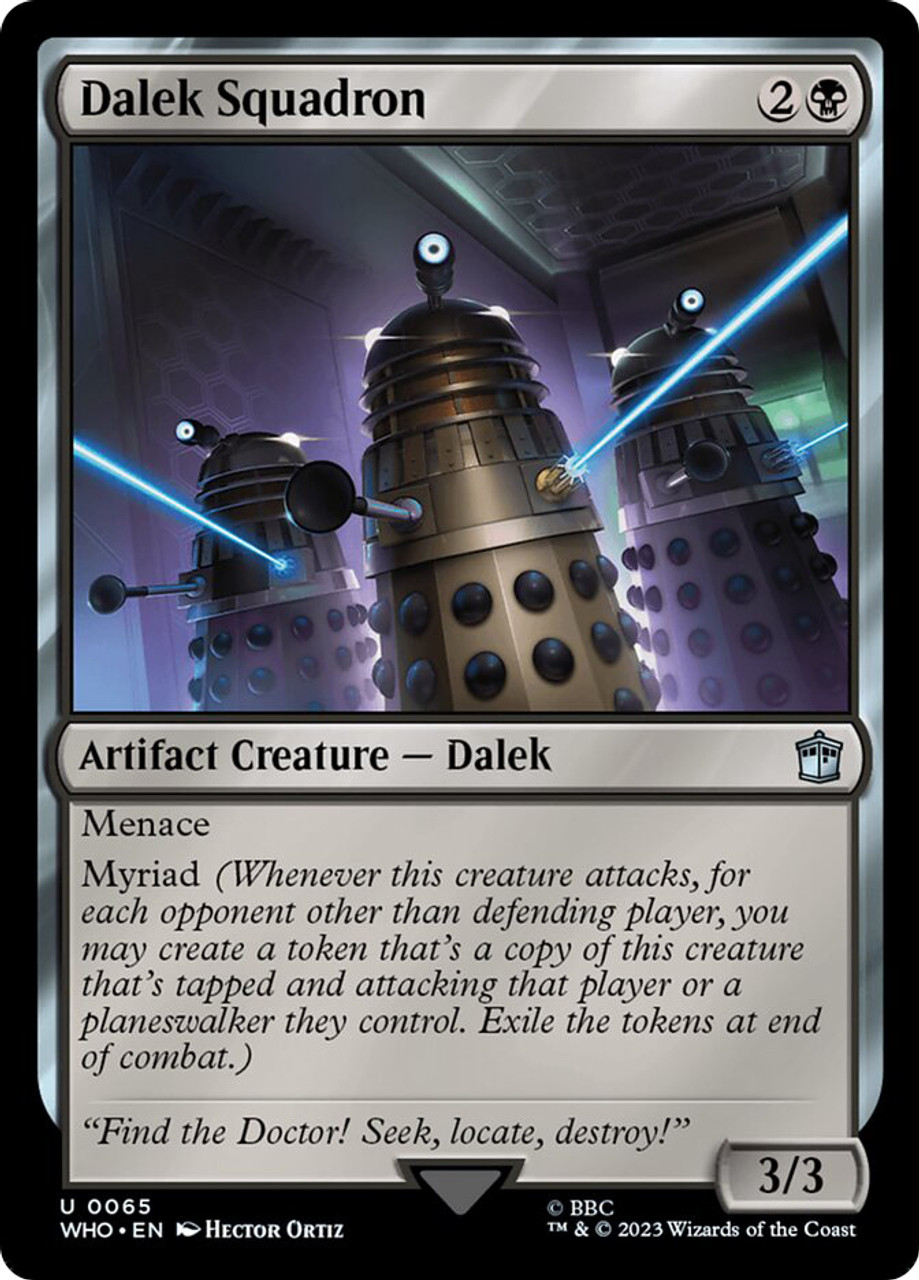 Dalek Squadron 2
Artifact Creature — Dalek
Menace
Myriad (Whenever this creature attacks, for
each opponent other than defending player, you
may create a token that's a copy of this creature
that's tapped and attacking that player or a
planeswalker they control. Exile the tokens at end
of combat.)
"Find the Doctor! Seek, locate, destroy!"
3/3
U 0065 © BBC
WHO • EN Hector Ortiz ™ & © 2023 Wizards of the Coast